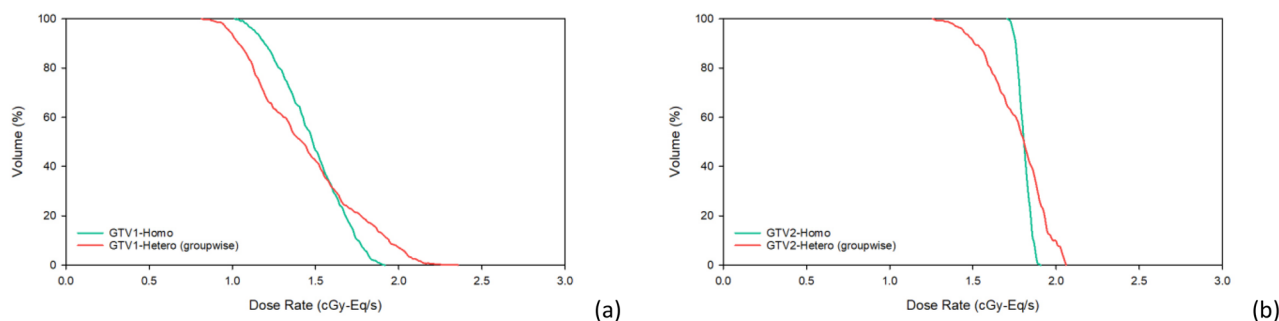 Volume (%)
100
80
60
40
20
0
GTV1-Homo
GTV1-Hetero (groupwise)
0.0 0.5 1.0 1.5 2.0 2.5 3.0
Dose Rate (cGy-Eq/s)
(a)
Volume (%)
100
80
60
40
20
0
GTV2-Homo
GTV2-Hetero (groupwise)
0.0 0.5 1.0 1.5 2.0 2.5 3.0
Dose Rate (cGy-Eq/s)
(b)